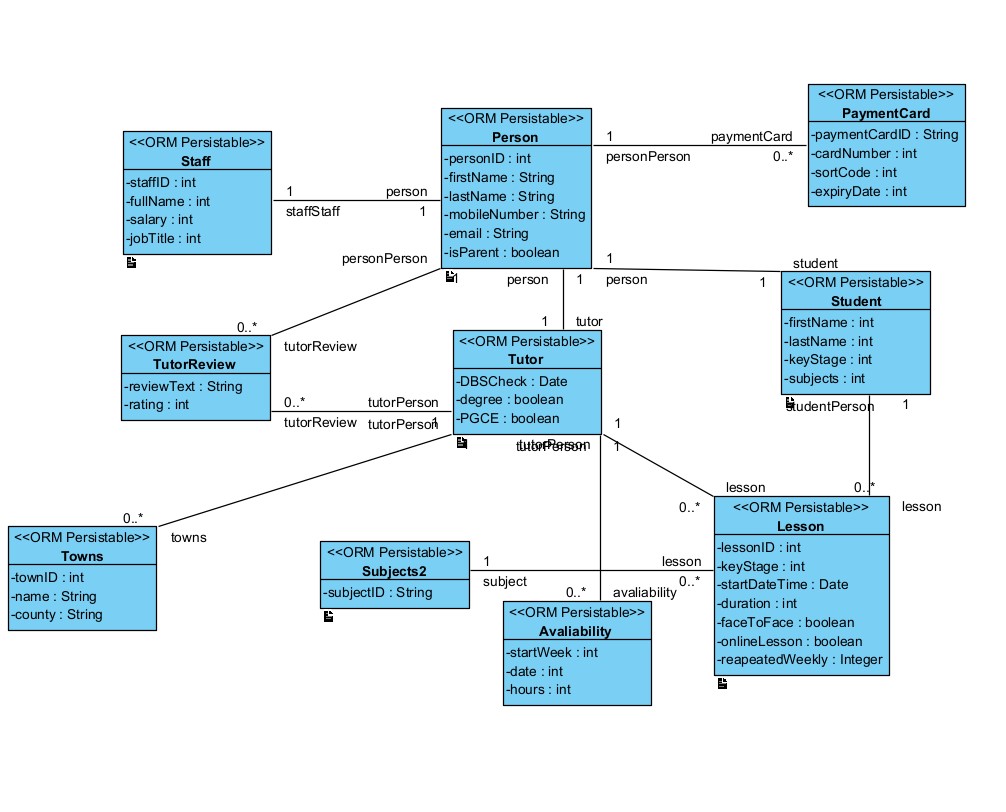 <<ORM Persistable>>
PaymentCard
-paymentCardID : String
-cardNumber : int
-sortCode : int
-expiryDate : int
<<ORM Persistable>>
Person
-personID : int
-firstName : String
-lastName : String
-mobileNumber : String
-email : String
-isParent : boolean
1
paymentCard
personPerson
0..*
<<ORM Persistable>>
Staff
-staffID : int
-fullName : int
-salary : int
-jobTitle : int
1
person
staffStaff
1
personPerson
1
person
1
1
person
student
1
0..*
tutorReview
1
tutor
<<ORM Persistable>>
Student
-firstName : int
-lastName : int
-keyStage : int
-subjects : int
<<ORM Persistable>>
TutorReview
-reviewText : String
-rating : int
<<ORM Persistable>>
Tutor
-DBSCheck : Date
-degree : boolean
-PGCE : boolean
0..*
tutorPerson
tutorReview
tutorPerson
1
1
tutorPerson
tutorPerson
1
studentPerson
1
0..*
towns
lesson
0..*
0..*
lesson
<<ORM Persistable>>
Towns
-townID : int
-name : String
-county : String
<<ORM Persistable>>
Subjects2
-subjectID : String
1
lesson
subject
0..*
0..*
avaliability
<<ORM Persistable>>
Lesson
-lessonID : int
-keyStage : int
-startDateTime : Date
-duration : int
-faceToFace : boolean
-onlineLesson : boolean
-reapeatedWeekly : Integer
<<ORM Persistable>>
Avaliability
-startWeek : int
-date : int
-hours : int